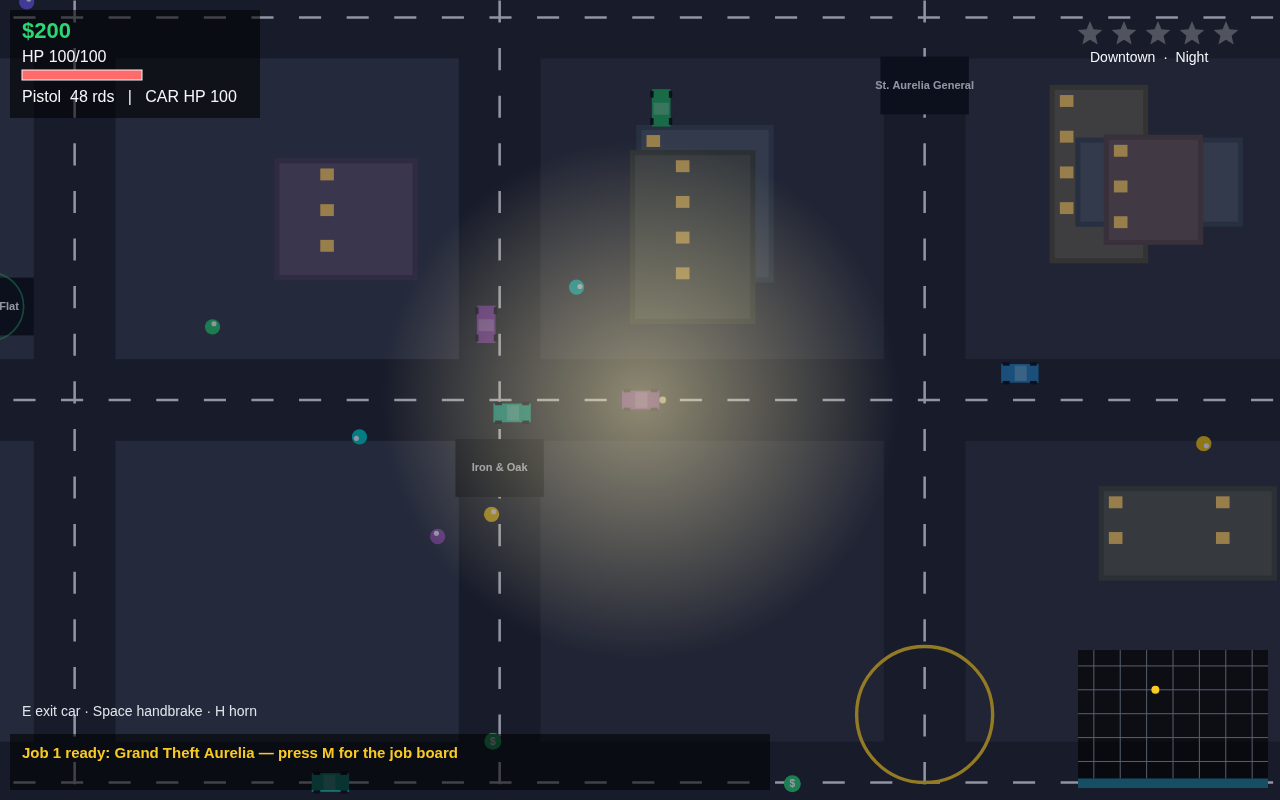 $200
HP 100/100
Pistol 48 rds | CAR HP 100
Downtown · Night
St. Aurelia General
Flat
Iron & Oak
E exit car · Space handbrake · H horn
$
Job 1 ready: Grand Theft Aurelia — press M for the job board
$